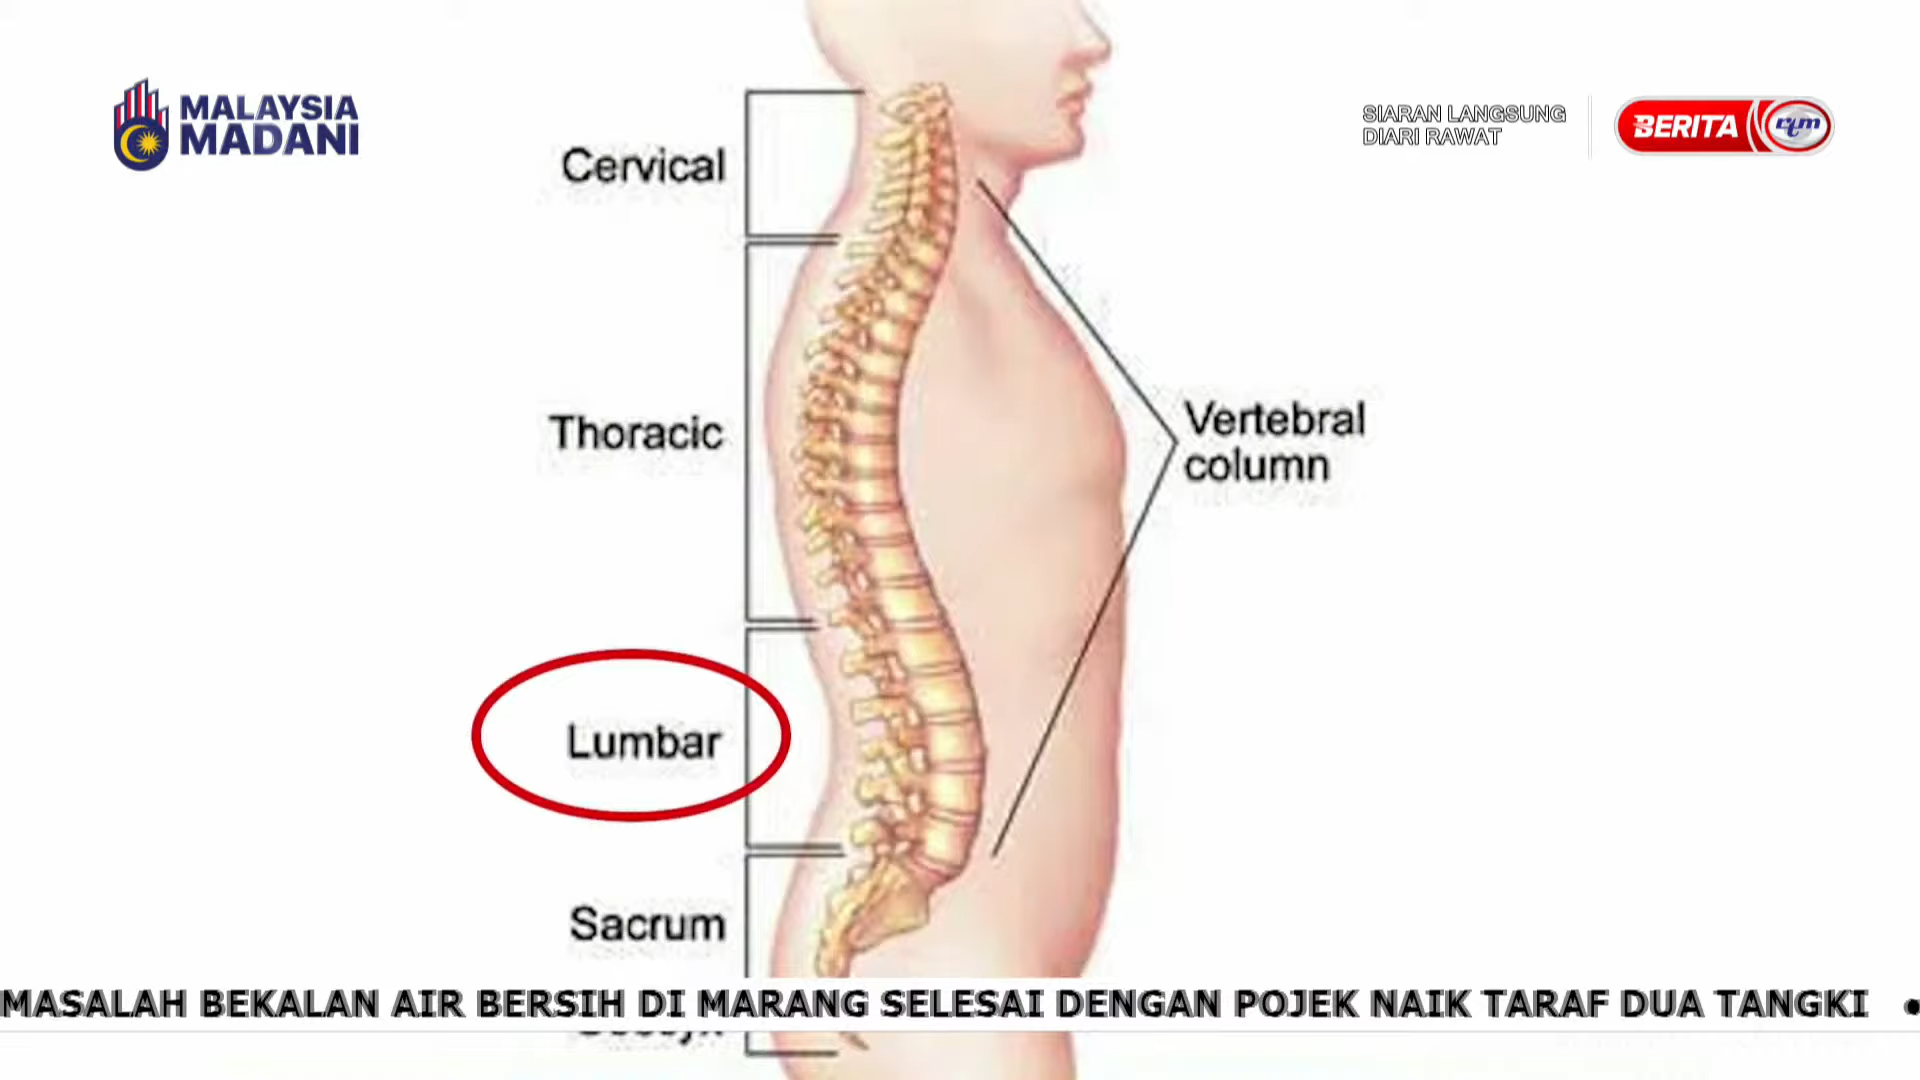 MALAYSIA
MADANI
SIARAN LANGSUNG
DIARI RAWAT
BERITA rtm
Cervical
Thoracic
Vertebral
column
Lumbar
Sacrum
MASALAH BEKALAN AIR BERSIH DI MARANG SELESAI DENGAN POJEK NAIK TARAF DUA TANGKI •